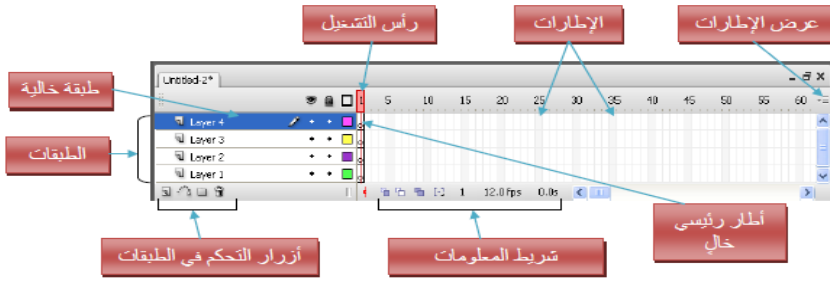 رأس التشغيل
الإطارات
عرض الإطارات
Untitled-2*
طبقة خالية
1 5 10 15 20 25 30 35 40 45 50 55 60
Layer 4
Layer 3
الطبقات
Layer 2
Layer 1
1 12.0 fps 0.0s
أطار رئيسي
خالٍ
أزرار التحكم في الطبقات
شريط المعلومات